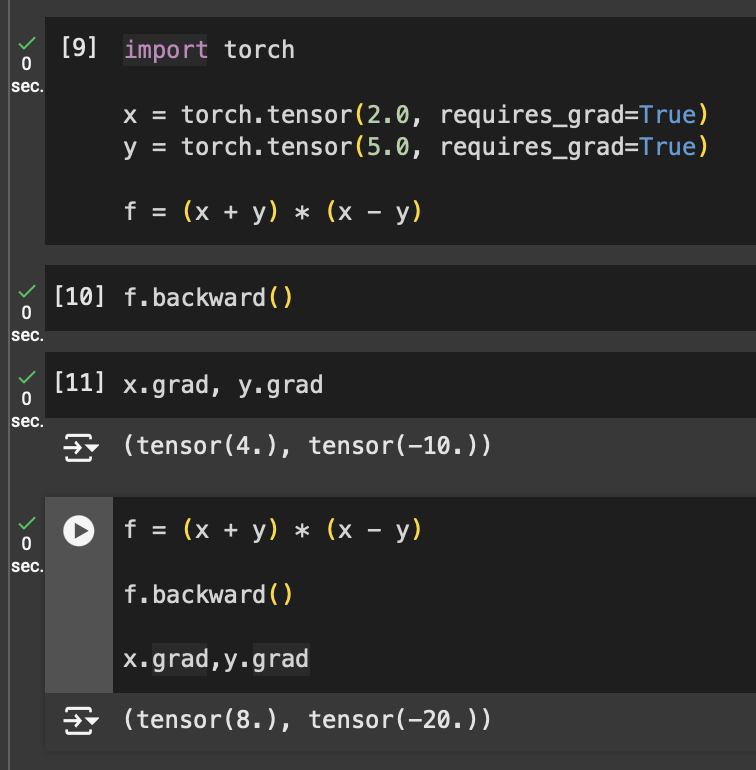 ✓
0
sec.
[9] import torch
x = torch.tensor(2.0, requires_grad=True)
y = torch.tensor(5.0, requires_grad=True)
f = (x + y) * (x - y)
✓
0
sec.
[10] f.backward()
✓
0
sec.
[11] x.grad, y.grad
(tensor(4.), tensor(-10.))
✓
0
sec.
f = (x + y) * (x - y)
f.backward()
x.grad,y.grad
(tensor(8.), tensor(-20.))